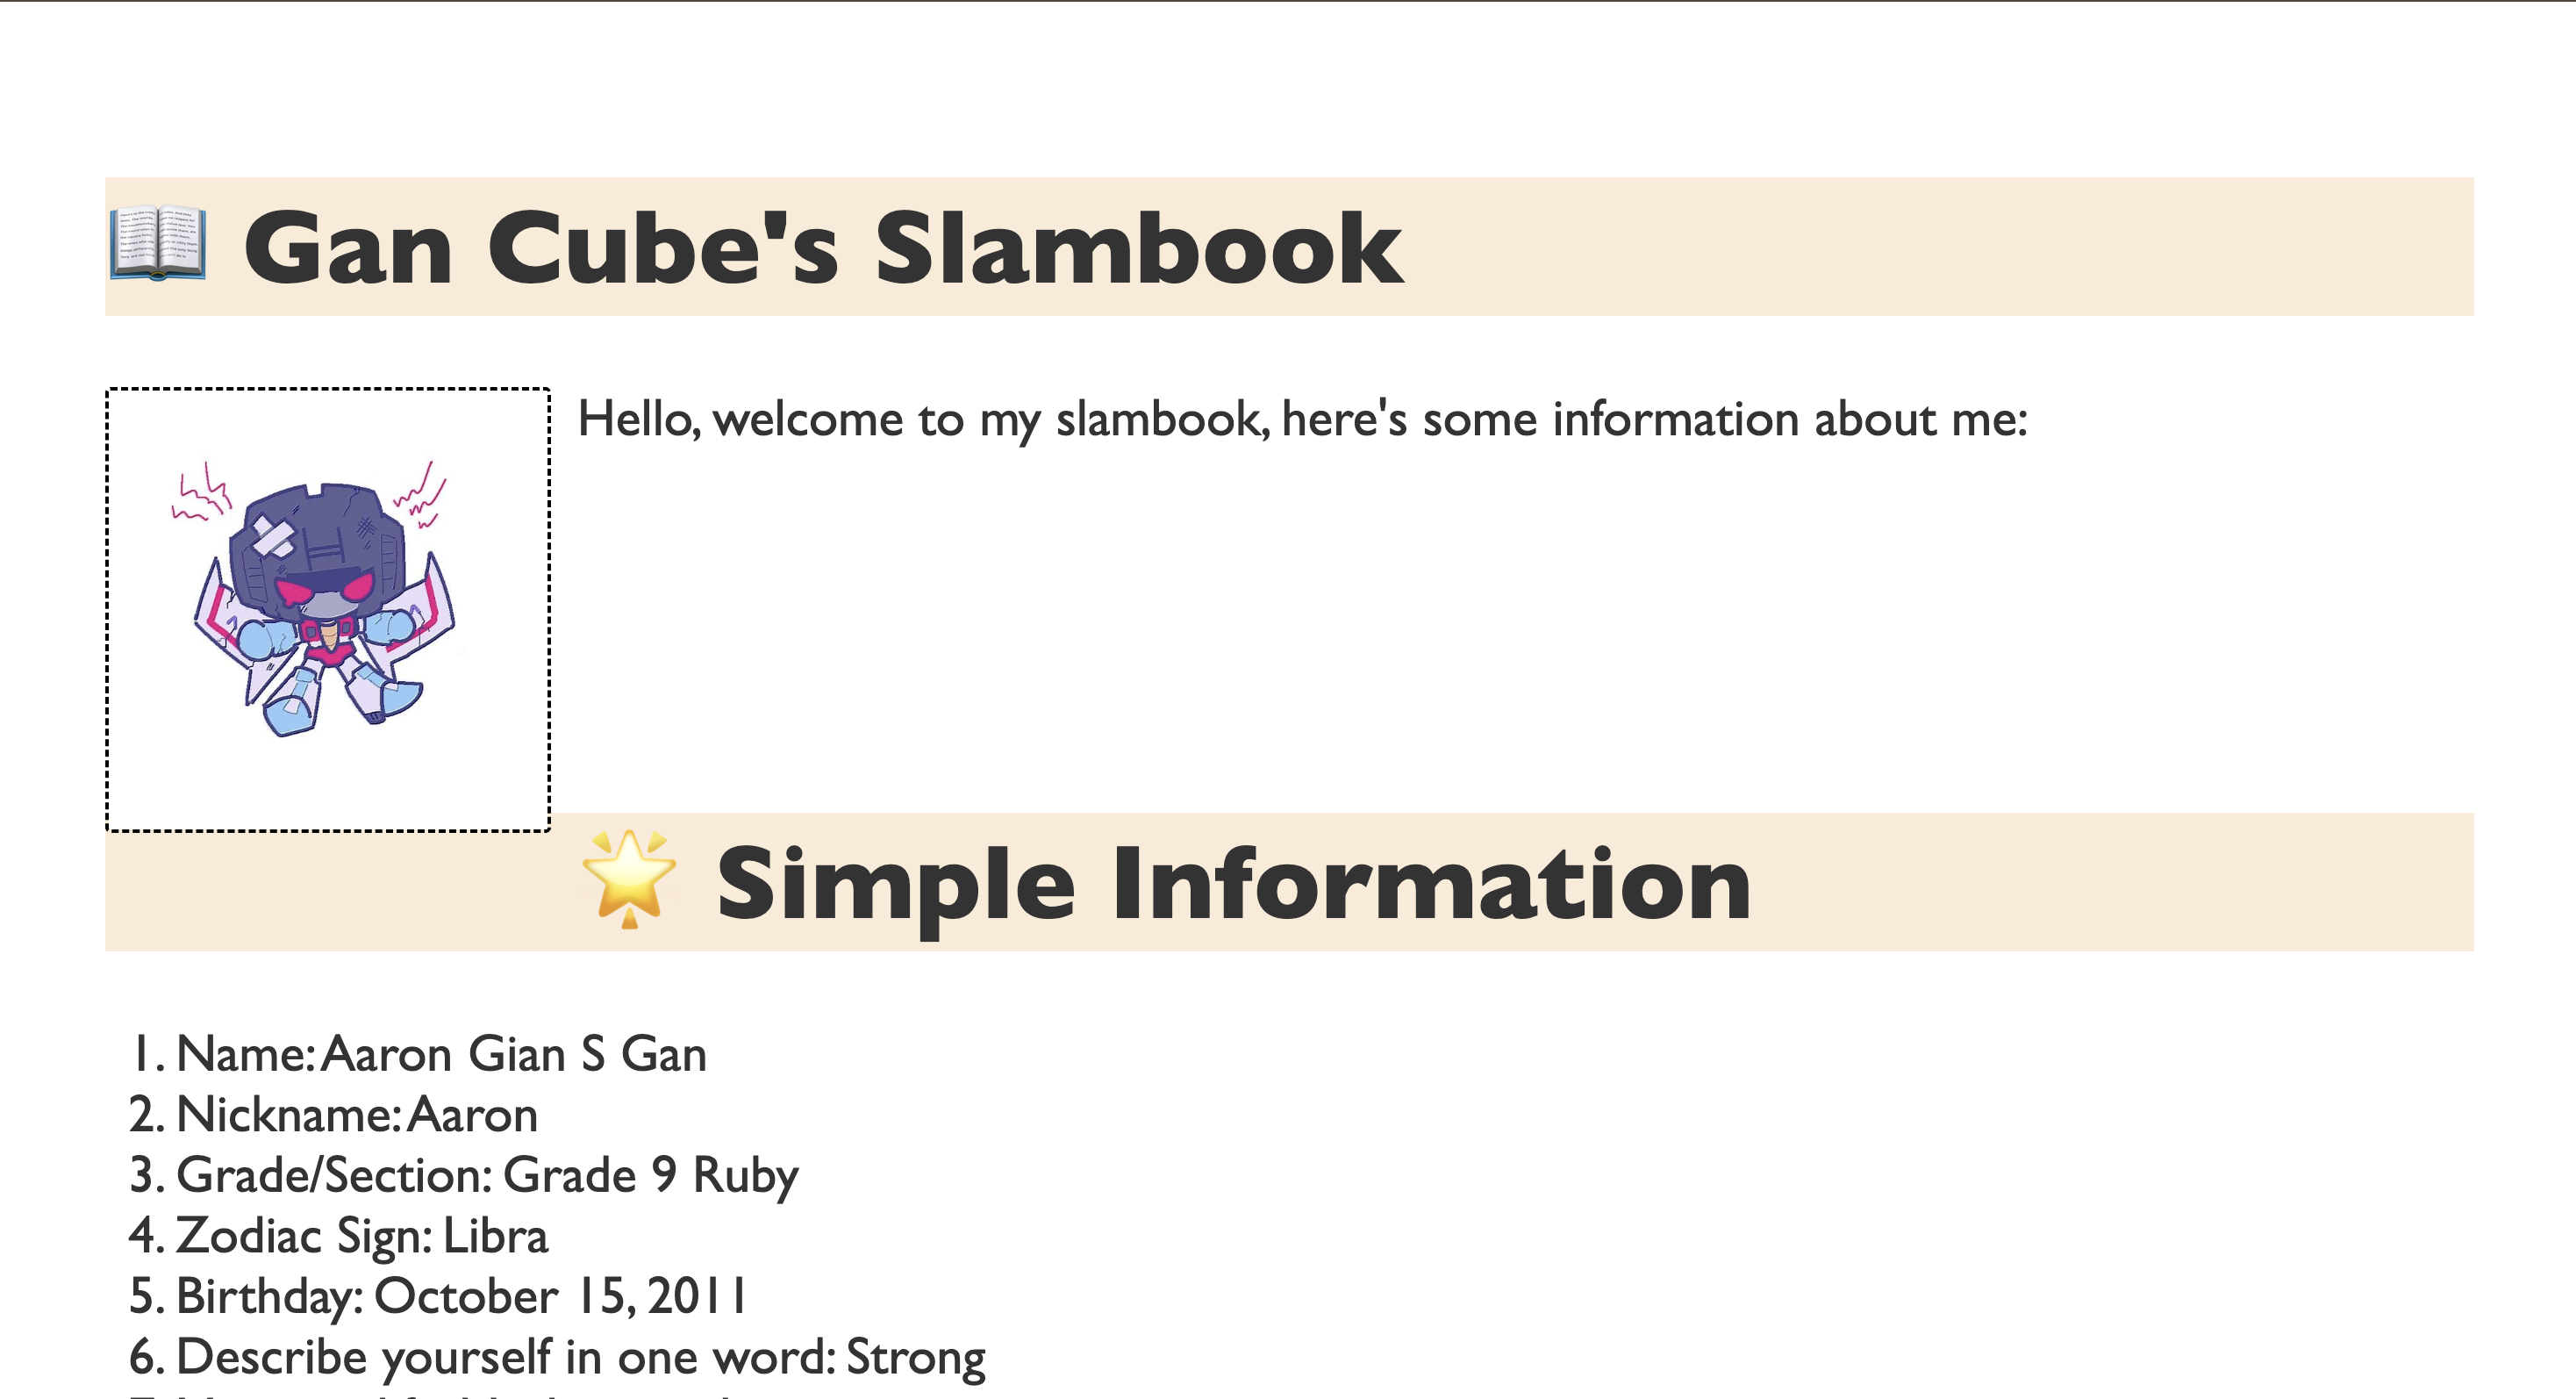 📖 Gan Cube's Slambook
Hello, welcome to my slambook, here's some information about me:
🌟 Simple Information
1. Name: Aaron Gian S Gan
2. Nickname: Aaron
3. Grade/Section: Grade 9 Ruby
4. Zodiac Sign: Libra
5. Birthday: October 15, 2011
6. Describe yourself in one word: Strong